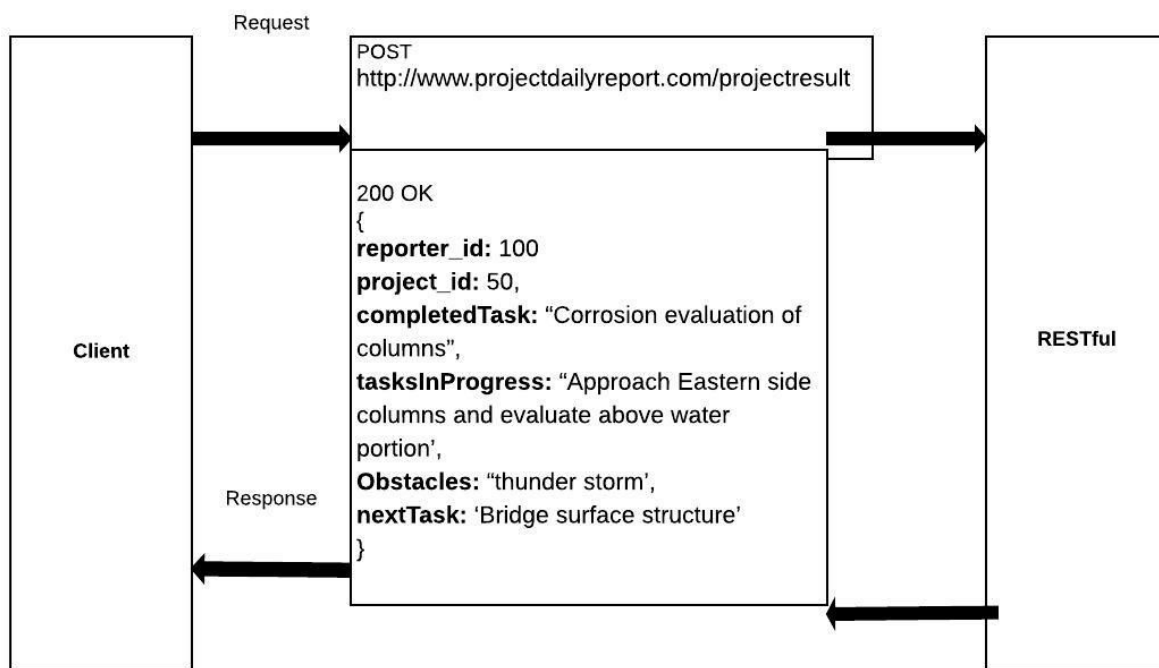 Request
POST
http://www.projectdailyreport.com/projectresult
200 OK
{
reporter_id: 100
project_id: 50,
completedTask: “Corrosion evaluation of
columns”,
Client
RESTful
tasksInProgress: “Approach Eastern side
columns and evaluate above water
portion’,
Obstacles: “thunder storm’,
Response
nextTask: ‘Bridge surface structure’
}